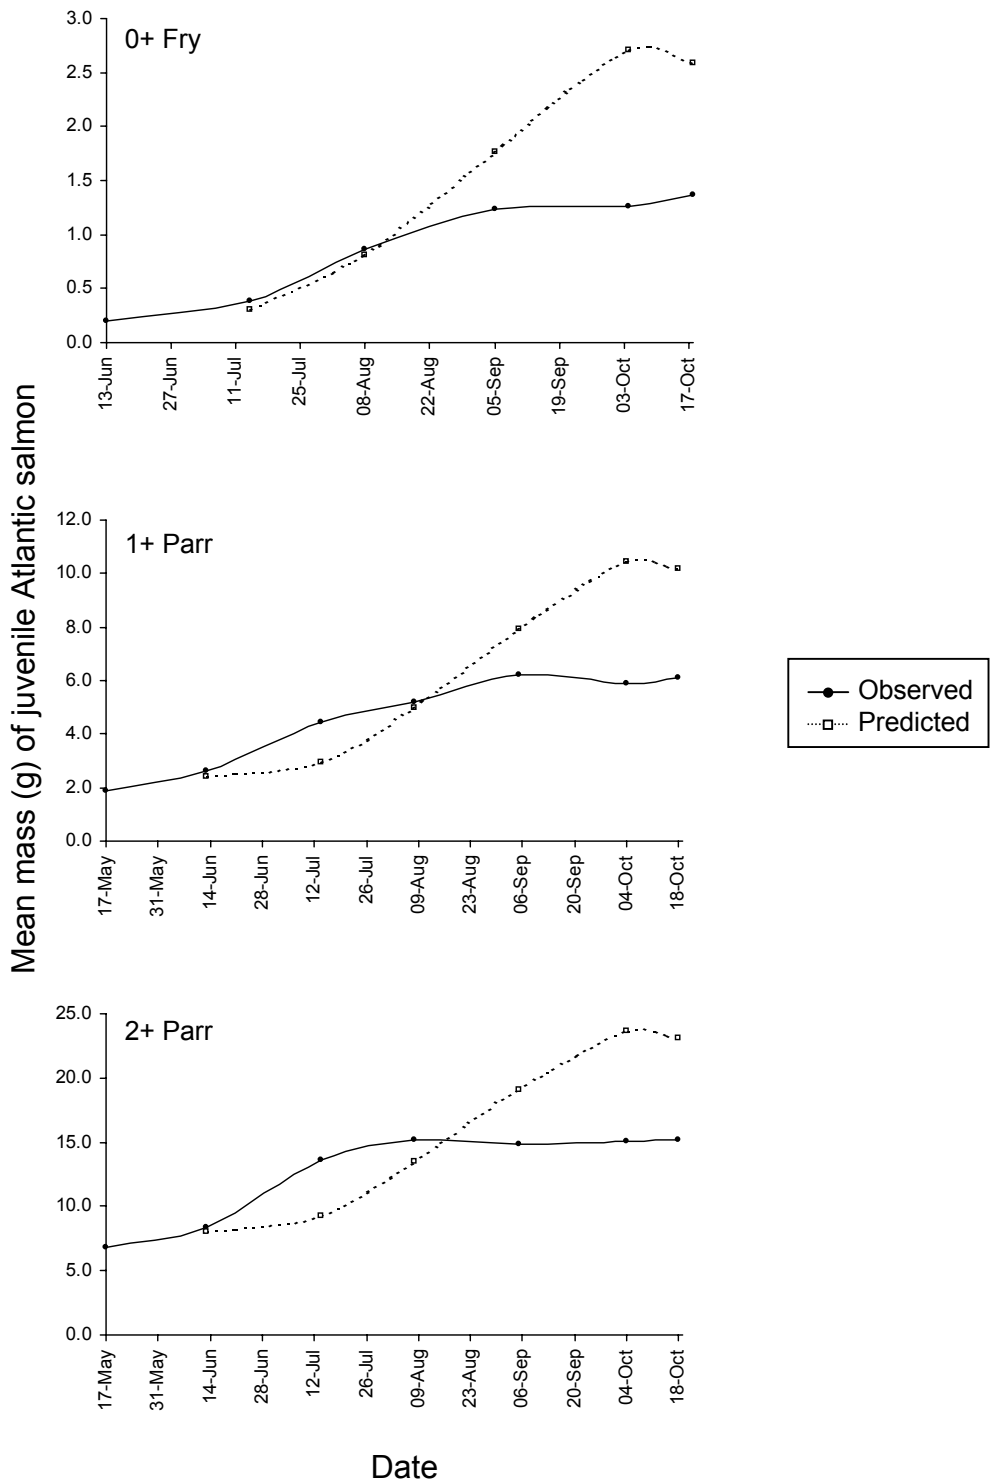 3.0
0+ Fry
2.5
2.0
1.5
1.0
0.5
0.0
13-Jun
27-Jun
11-Jul
25-Jul
08-Aug
22-Aug
05-Sep
19-Sep
03-Oct
17-Oct
Mean mass (g) of juvenile Atlantic salmon
12.0
1+ Parr
10.0
8.0
6.0
4.0
2.0
0.0
17-May
31-May
14-Jun
28-Jun
12-Jul
26-Jul
09-Aug
23-Aug
06-Sep
20-Sep
04-Oct
18-Oct
Observed
Predicted
25.0
2+ Parr
20.0
15.0
10.0
5.0
0.0
17-May
31-May
14-Jun
28-Jun
12-Jul
26-Jul
09-Aug
23-Aug
06-Sep
20-Sep
04-Oct
18-Oct
Date